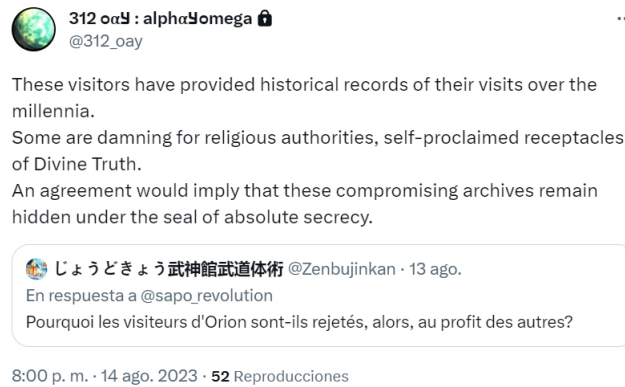 312 oαყ : alphαყomega 🔒
@312_oay
These visitors have provided historical records of their visits over the
millennia.
Some are damning for religious authorities, self-proclaimed receptacles
of Divine Truth.
An agreement would imply that these compromising archives remain
hidden under the seal of absolute secrecy.
じょうどきょう武神館武道体術 @Zenbujinkan · 13 ago.
En respuesta a @sapo_revolution
Pourquoi les visiteurs d'Orion sont-ils rejetés, alors, au profit des autres?
8:00 p. m. · 14 ago. 2023 · 52 Reproducciones